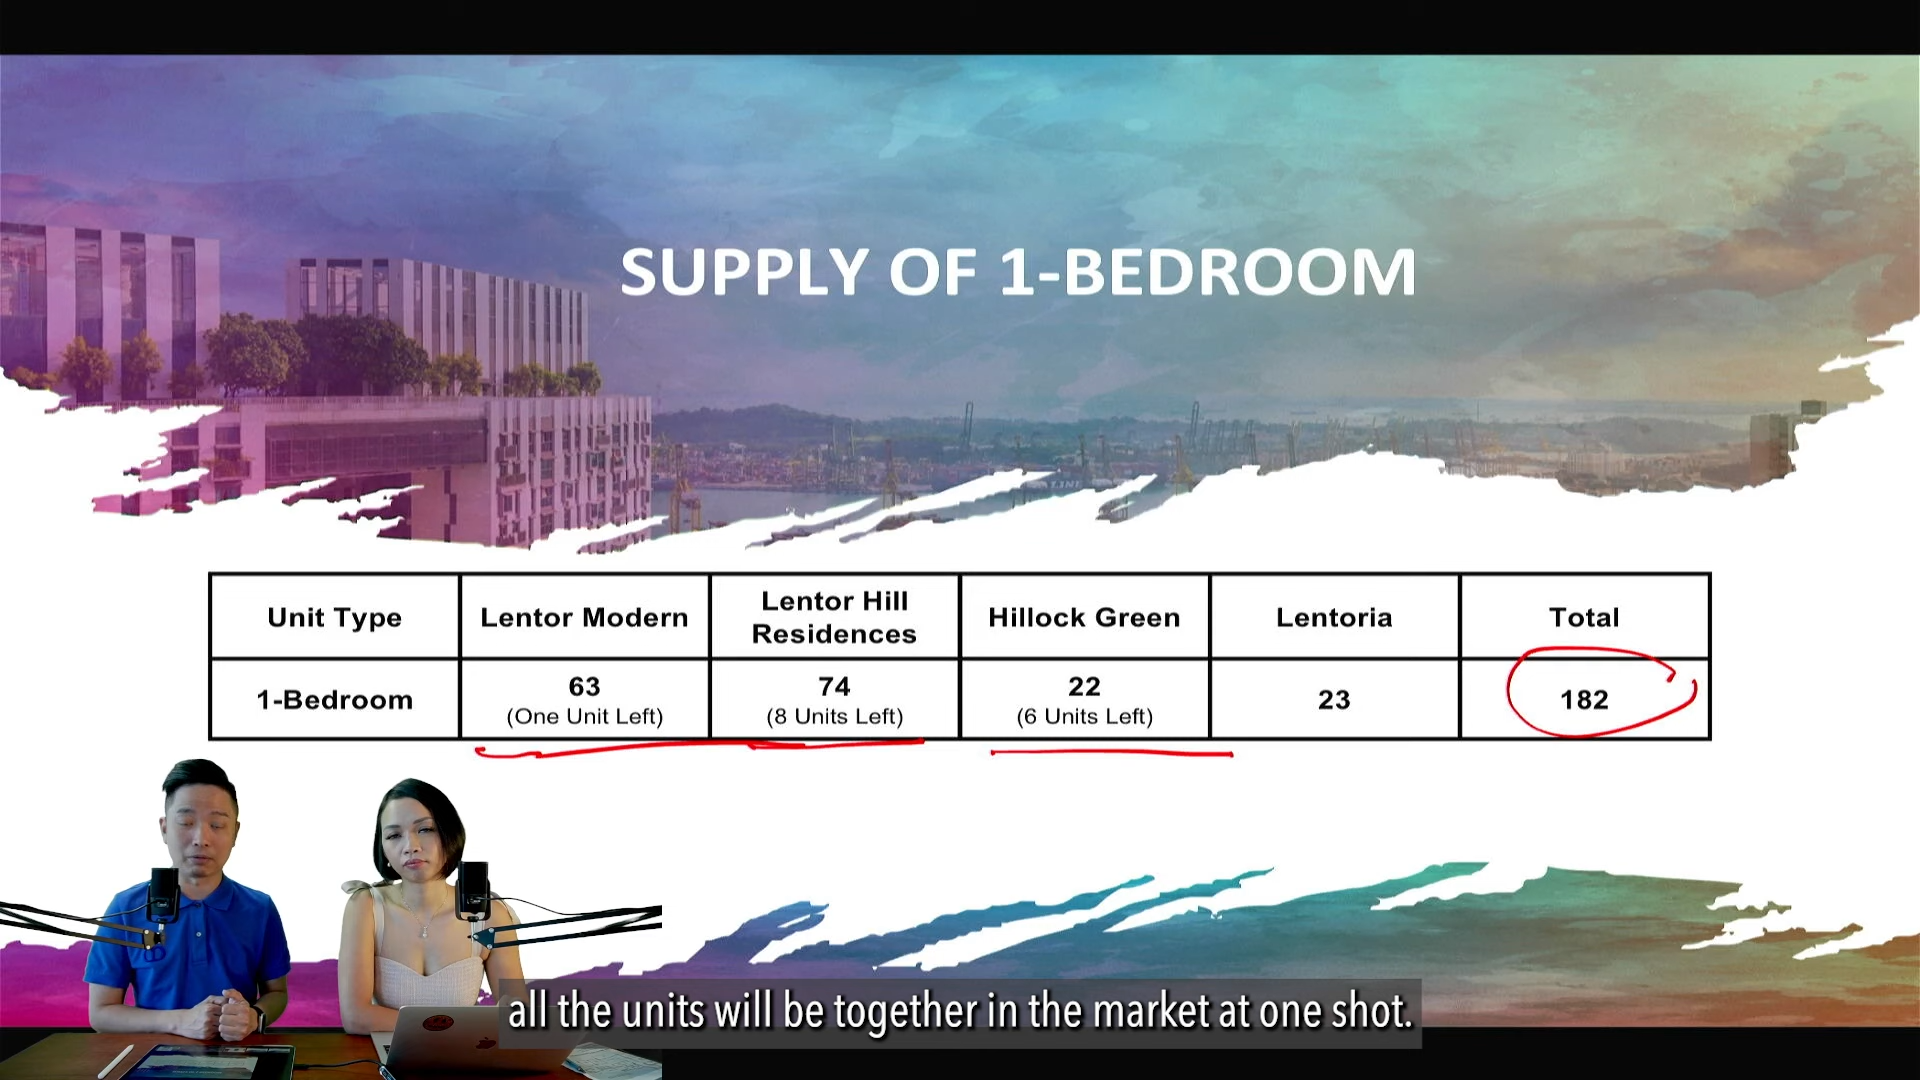 SUPPLY OF 1-BEDROOM
Unit Type
Lentor Modern
Lentor Hill
Residences
Hillock Green
Lentoria
Total
1-Bedroom
63
(One Unit Left)
74
(8 Units Left)
22
(6 Units Left)
23
182
all the units will be together in the market at one shot.